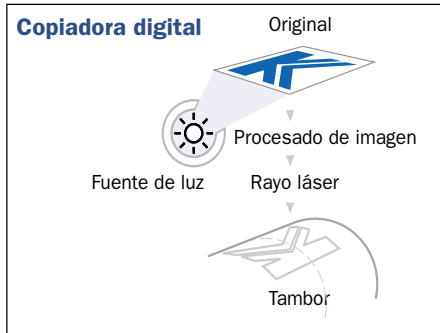 Copiadora digital
Original
Procesado de imagen
Fuente de luz
Rayo láser
Tambor